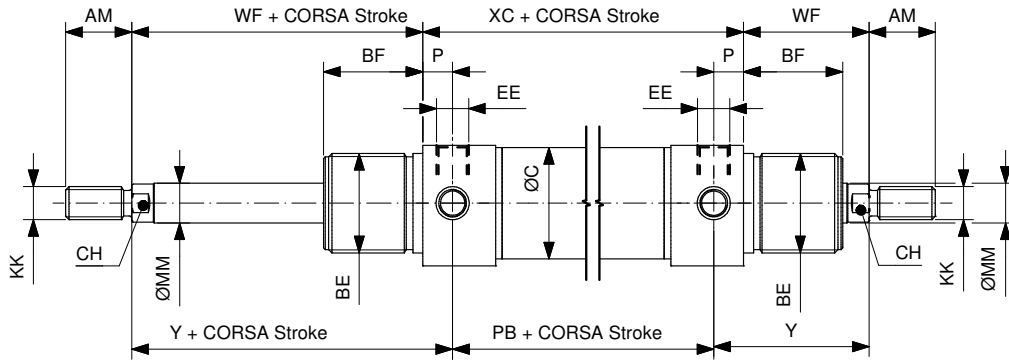 AM
WF + CORSA Stroke
XC + CORSA Stroke
WF
AM
BF
P
P
BF
EE
EE
ØC
KK
CH
ØMM
BE
BE
CH
KK
ØMM
Y + CORSA Stroke
PB + CORSA Stroke
Y